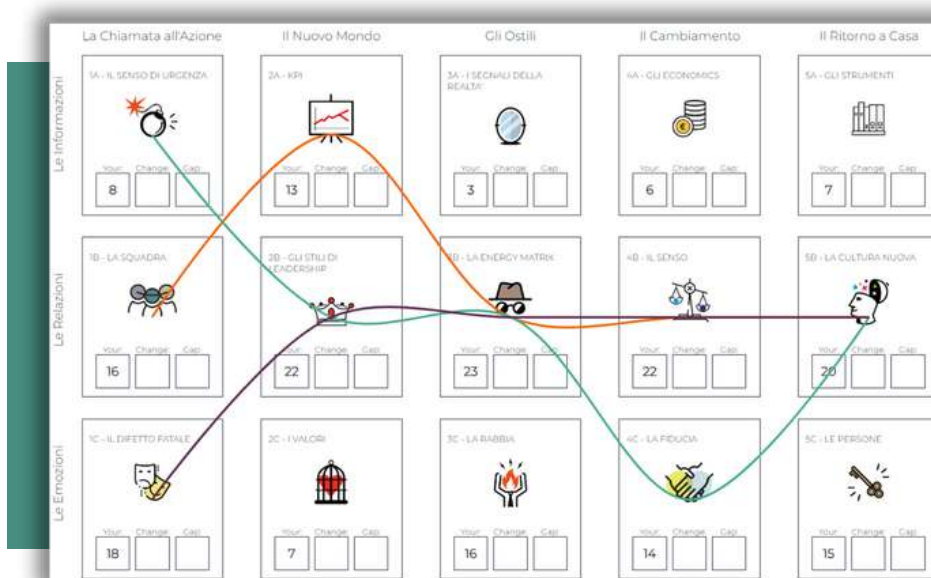 La Chiamata all'Azione
Il Nuovo Mondo
Gli Ostili
Il Cambiamento
Il Ritorno a Casa
Le Informazioni
1A - IL SENSO DI URGENZA
2A - KPI
3A - I SEGNALI DELLA
REALTA'
4A - GLI ECONOMICS
5A - GLI STRUMENTI
Your Change Gap
Your Change Gap
Your Change Gap
Your Change Gap
Your Change Gap
8
13
3
6
7
Le Relazioni
1B - LA SQUADRA
2B - GLI STILI DI
LEADERSHIP
3B - LA ENERGY MATRIX
4B - IL SENSO
5B - LA CULTURA NUOVA
Your Change Gap
Your Change Gap
Your Change Gap
Your Change Gap
Your Change Gap
16
22
23
22
20
Le Emozioni
1C - IL DIFETTO FATALE
2C - I VALORI
3C - LA RABBIA
4C - LA FIDUCIA
5C - LE PERSONE
Your Change Gap
Your Change Gap
Your Change Gap
Your Change Gap
Your Change Gap
18
7
16
14
15